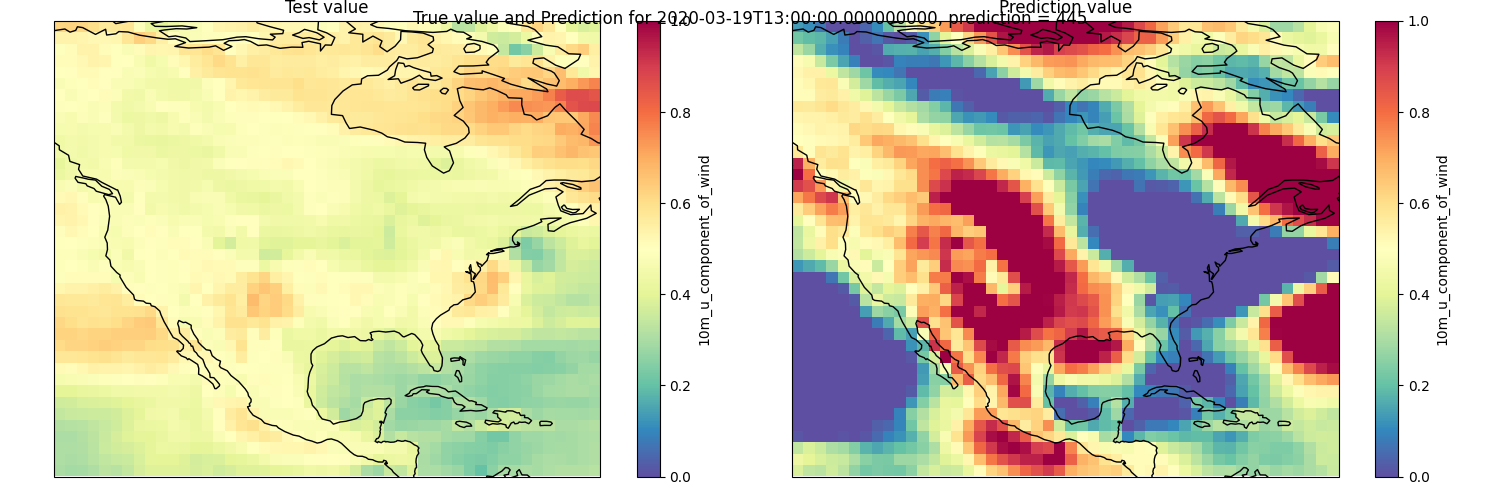 Test value
Prediction value
True value and Prediction for 2020-03-19T13:00:00.000000000, prediction = 445
1.0
0.8
0.6
0.4
0.2
0.0
10m_u_component_of_wind
1.0
0.8
0.6
0.4
0.2
0.0
10m_u_component_of_wind